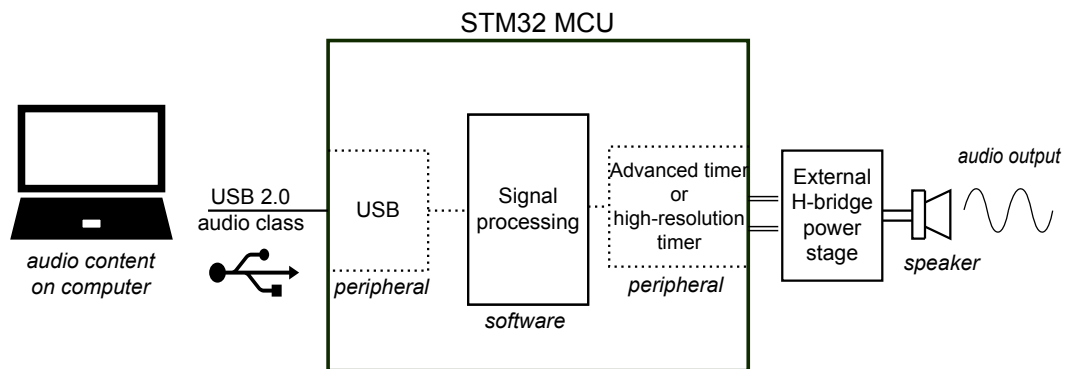 STM32 MCU
audio content
on computer
USB 2.0
audio class
USB
peripheral
Signal
processing
software
Advanced timer
or
high-resolution
timer
peripheral
External
H-bridge
power
stage
speaker
audio output